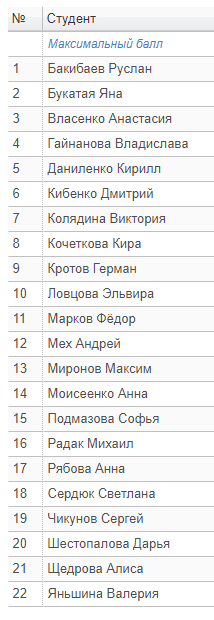 № Студент
Максимальный балл
1 Бакибаев Руслан
2 Букатая Яна
3 Власенко Анастасия
4 Гайнанова Владислава
5 Даниленко Кирилл
6 Кибенко Дмитрий
7 Колядина Виктория
8 Кочеткова Кира
9 Кротов Герман
10 Ловцова Эльвира
11 Марков Фёдор
12 Мех Андрей
13 Миронов Максим
14 Моисеенко Анна
15 Подмазова Софья
16 Радак Михаил
17 Рябова Анна
18 Сердюк Светлана
19 Чикунов Сергей
20 Шестопалова Дарья
21 Щедрова Алиса
22 Яньшина Валерия